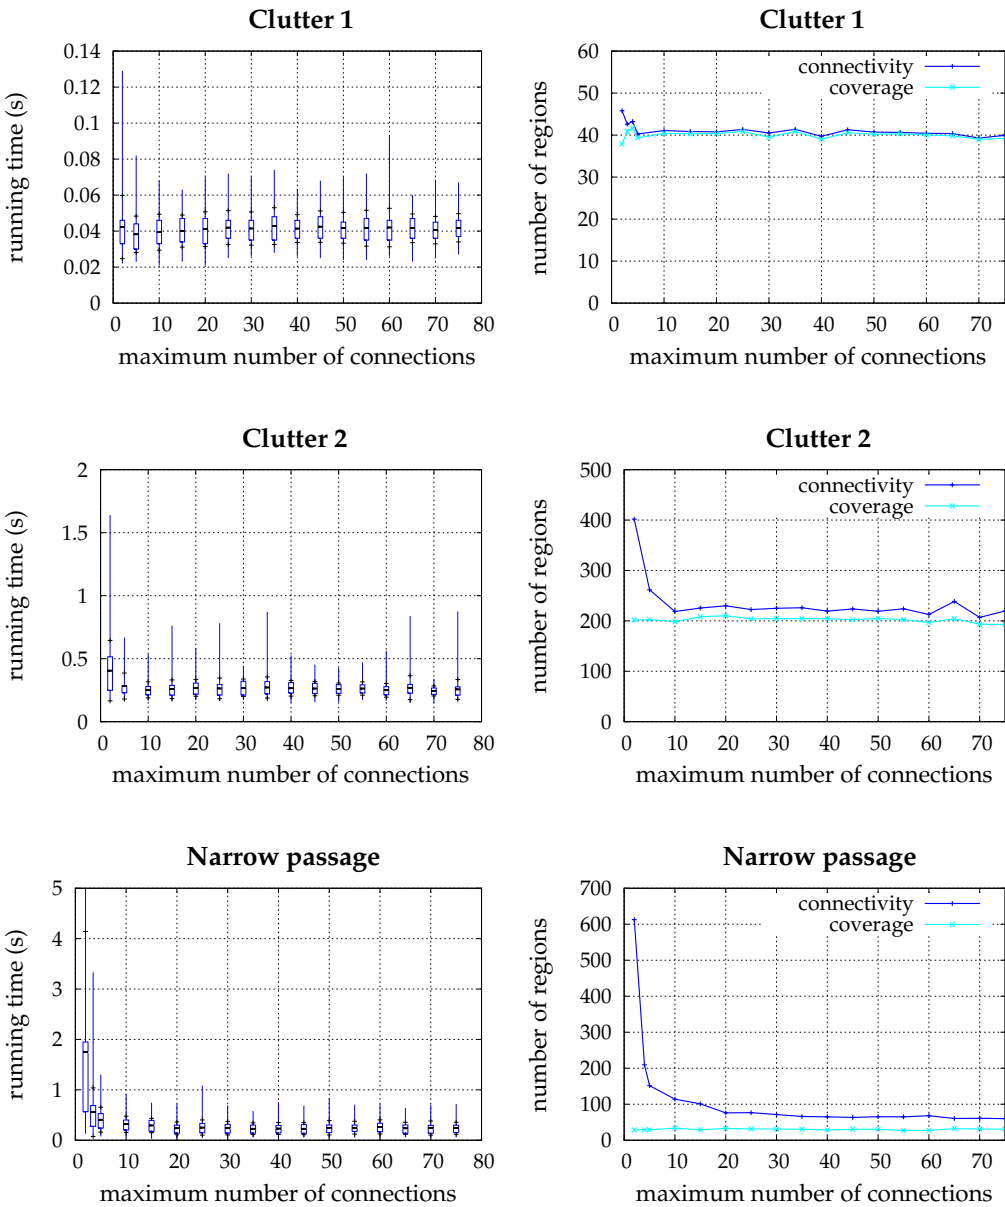 Clutter 1
running time (s)
0.14
0.12
0.1
0.08
0.06
0.04
0.02
0
0 10 20 30 40 50 60 70 80
maximum number of connections
Clutter 1
number of regions
60
50
40
30
20
10
0
connectivity
coverage
0 10 20 30 40 50 60 70
maximum number of connections
Clutter 2
running time (s)
2
1.5
1
0.5
0
0 10 20 30 40 50 60 70 80
maximum number of connections
Clutter 2
number of regions
500
400
300
200
100
0
connectivity
coverage
0 10 20 30 40 50 60 70
maximum number of connections
Narrow passage
running time (s)
5
4
3
2
1
0
0 10 20 30 40 50 60 70 80
maximum number of connections
Narrow passage
number of regions
700
600
500
400
300
200
100
0
connectivity
coverage
0 10 20 30 40 50 60 70
maximum number of connections